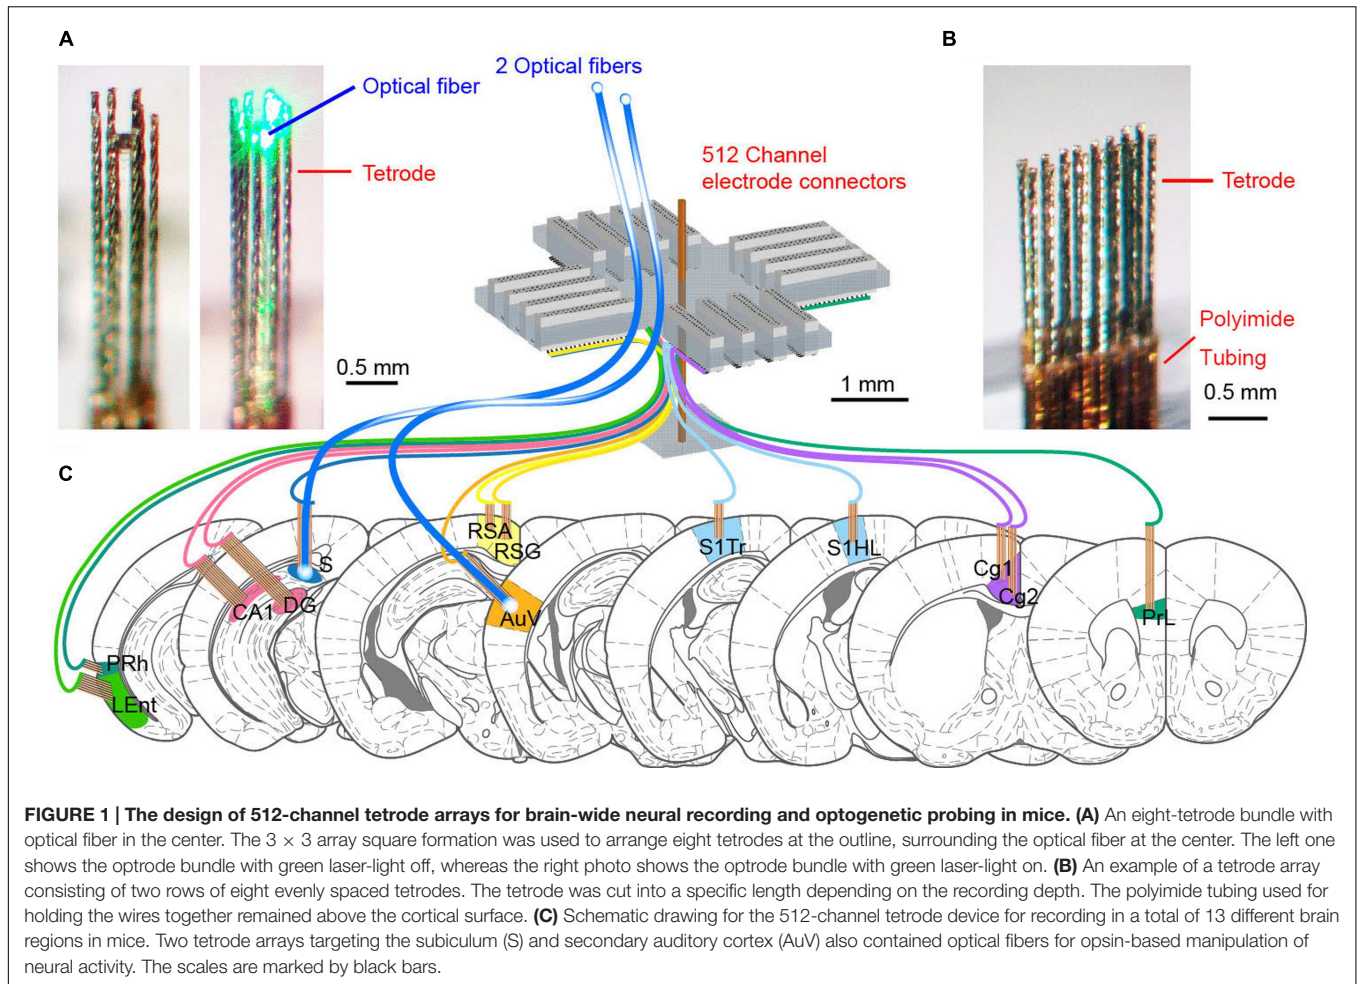 A
B
Optical fiber
2 Optical fibers
Tetrode
512 Channel
electrode connectors
Tetrode
Polyimide
Tubing
0.5 mm
1 mm
0.5 mm
C
RSA
RSG
S1Tr
S1HL
S
Cg1
Cg2
CA1
DG
AuV
PrL
PRh
LEnt
FIGURE 1 | The design of 512-channel tetrode arrays for brain-wide neural recording and optogenetic probing in mice. (A) An eight-tetrode bundle with
optical fiber in the center. The 3 × 3 array square formation was used to arrange eight tetrodes at the outline, surrounding the optical fiber at the center. The left one
shows the optrode bundle with green laser-light off, whereas the right photo shows the optrode bundle with green laser-light on. (B) An example of a tetrode array
consisting of two rows of eight evenly spaced tetrodes. The tetrode was cut into a specific length depending on the recording depth. The polyimide tubing used for
holding the wires together remained above the cortical surface. (C) Schematic drawing for the 512-channel tetrode device for recording in a total of 13 different brain
regions in mice. Two tetrode arrays targeting the subiculum (S) and secondary auditory cortex (AuV) also contained optical fibers for opsin-based manipulation of
neural activity. The scales are marked by black bars.